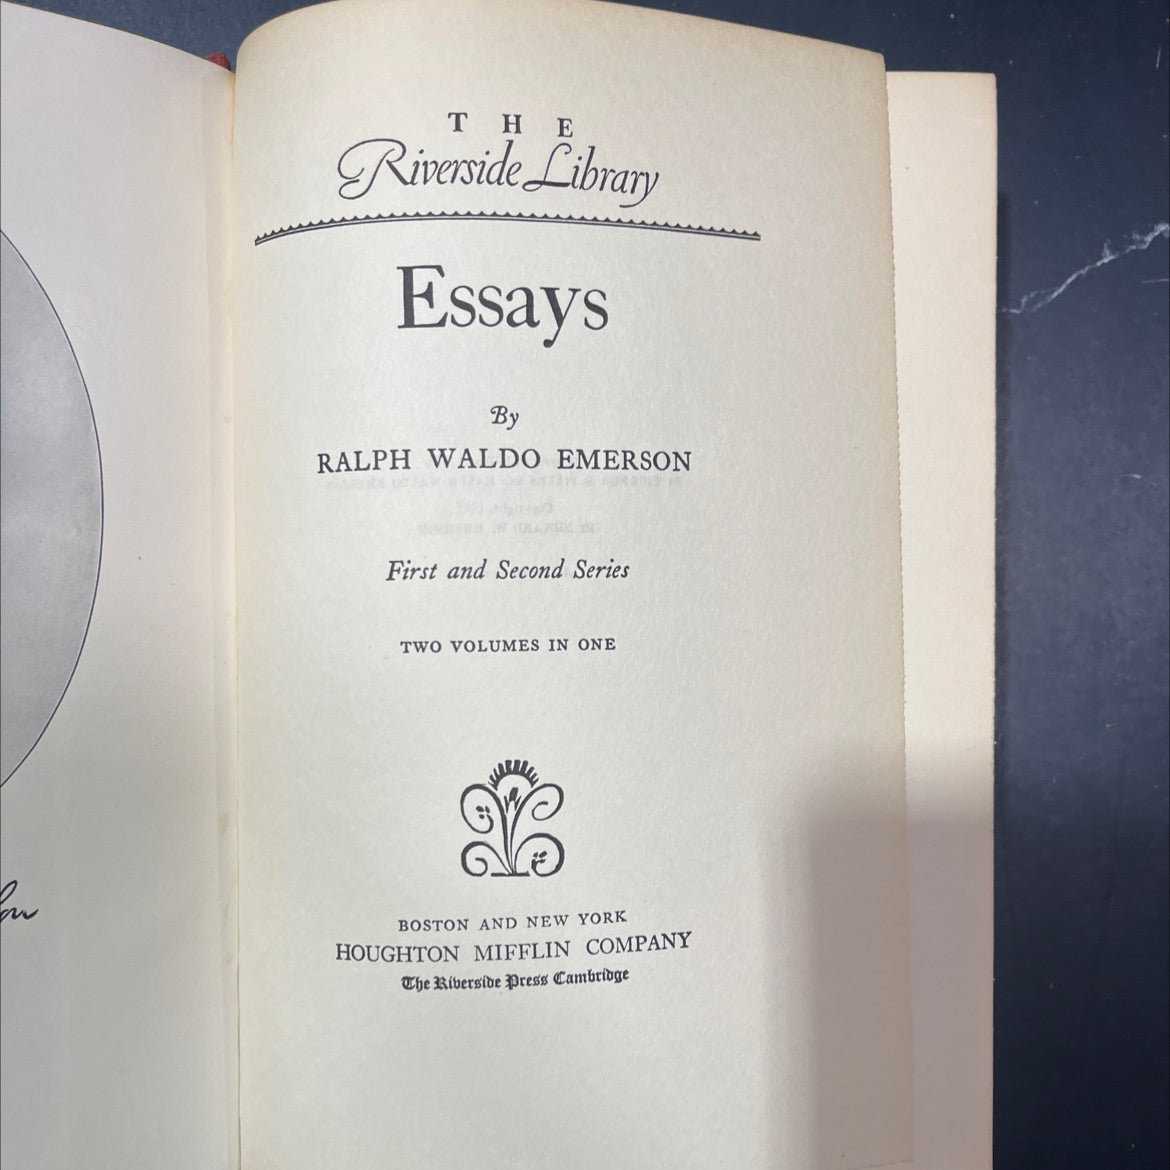 THE
Riverside Library
Essays
By
RALPH WALDO EMERSON
First and Second Series
TWO VOLUMES IN ONE
BOSTON AND NEW YORK
HOUGHTON MIFFLIN COMPANY
The Riverside Press Cambridge